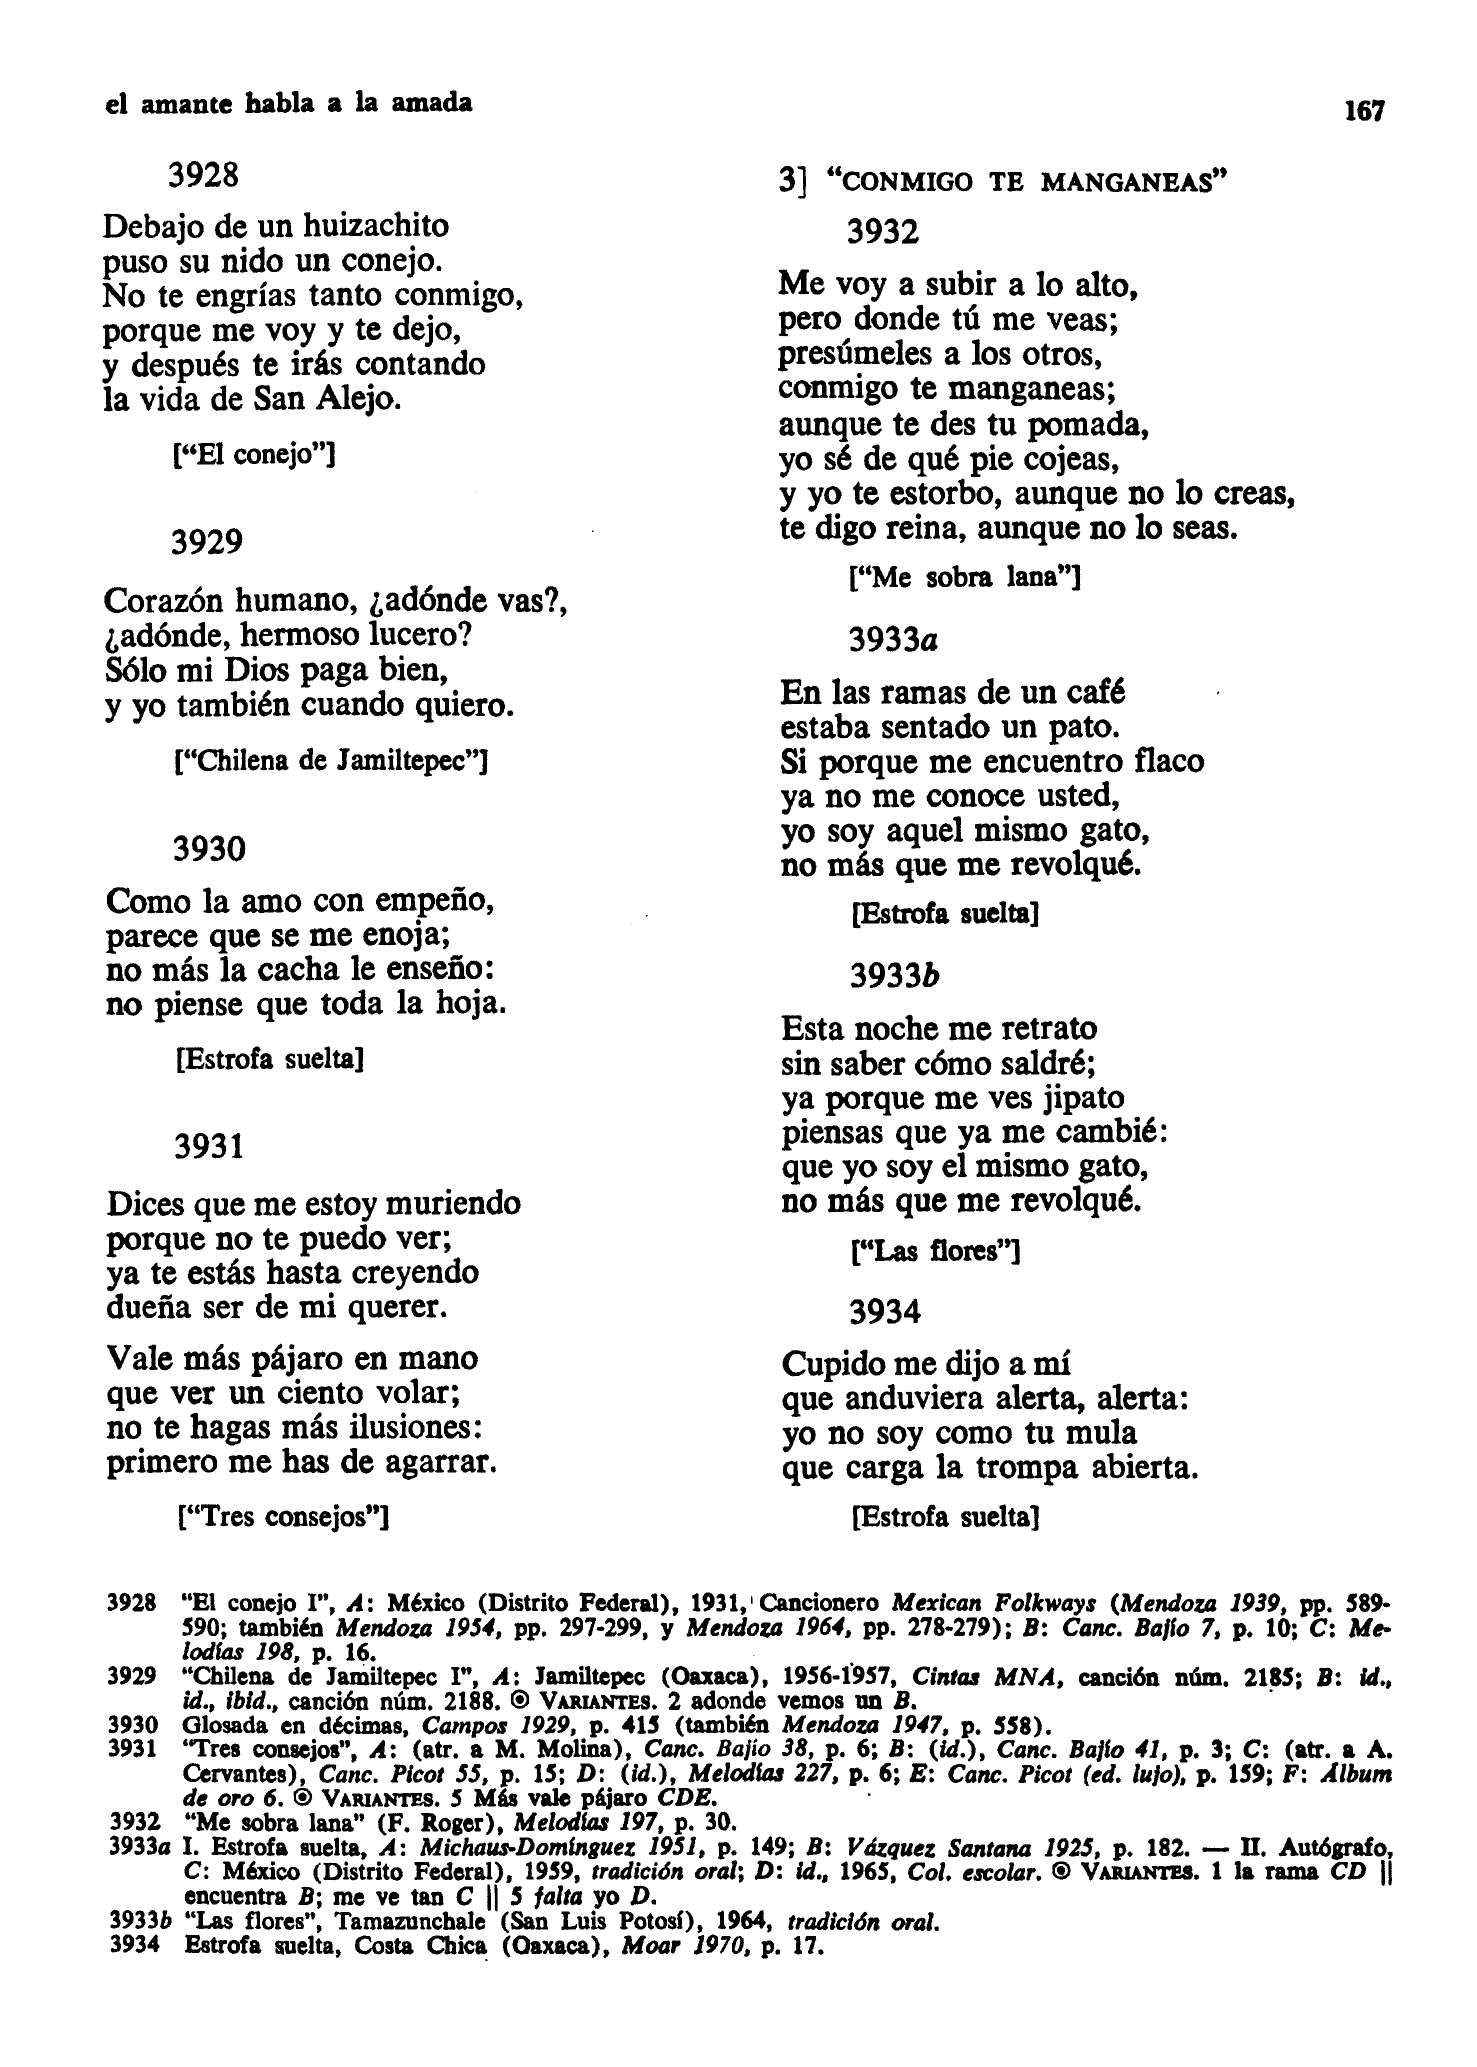 el amante habla a la amada
167
3928
Debajo de un huizachito
puso su nido un conejo.
No te engrías tanto conmigo,
porque me voy y te dejo,
y después te irás contando
la vida de San Alejo.
[“El conejo”]
3929
Corazón humano, ¿adónde vas?,
¿adónde, hermoso lucero?
Sólo mi Dios paga bien,
y yo también cuando quiero.
[“Chilena de Jamiltepec”]
3930
Como la amo con empeño,
parece que se me enoja;
no más la cacha le enseño:
no piense que toda la hoja.
[Estrofa suelta]
3931
Dices que me estoy muriendo
porque no te puedo ver;
ya te estás hasta creyendo
dueña ser de mi querer.
Vale más pájaro en mano
que ver un ciento volar;
no te hagas más ilusiones:
primero me has de agarrar.
[“Tres consejos”]
3] “CONMIGO TE MANGANEAS”
3932
Me voy a subir a lo alto,
pero donde tú me veas;
presúmeles a los otros,
conmigo te manganeas;
aunque te des tu pomada,
yo sé de qué pie cojeas,
y yo te estorbo, aunque no lo creas,
te digo reina, aunque no lo seas.
[“Me sobra lana”]
3933a
En las ramas de un café
estaba sentado un pato.
Si porque me encuentro flaco
ya no me conoce usted,
yo soy aquel mismo gato,
no más que me revolqué.
[Estrofa suelta]
3933b
Esta noche me retrato
sin saber cómo saldré;
ya porque me ves jipato
piensas que ya me cambié:
que yo soy el mismo gato,
no más que me revolqué.
[“Las flores”]
3934
Cupido me dijo a mí
que anduviera alerta, alerta:
yo no soy como tu mula
que carga la trompa abierta.
[Estrofa suelta]
3928 “El conejo I”, A: México (Distrito Federal), 1931, Cancionero Mexican Folkways (Mendoza 1939, pp. 589-
590; también Mendoza 1954, pp. 297-299, y Mendoza 1964, pp. 278-279); B: Canc. Bajío 7, p. 10; C: Me-
lodías 198, p. 16.
3929 “Chilena de Jamiltepec I”, A: Jamiltepec (Oaxaca), 1956-1957, Cintas MNA, canción núm. 2185; B: id.,
id., ibid., canción núm. 2188. ® VARIANTES. 2 adonde vemos un B.
3930 Glosada en décimas, Campos 1929, p. 415 (también Mendoza 1947, p. 558).
3931 “Tres consejos”, A: (atr. a M. Molina), Canc. Bajío 38, p. 6; B: (id.), Canc. Bajío 41, p. 3; C: (atr. a A.
Cervantes), Canc. Picot 55, p. 15; D: (id.), Melodías 227, p. 6; E: Canc. Picot (ed. lujo), p. 159; F: Álbum
de oro 6. ® VARIANTES. 5 Más vale pájaro CDE.
3932 “Me sobra lana” (F. Roger), Melodías 197, p. 30.
3933a I. Estrofa suelta, A: Michaus-Domínguez 1951, p. 149; B: Vázquez Santana 1925, p. 182. — II. Autógrafo,
C: México (Distrito Federal), 1959, tradición oral; D: id., 1965, Col. escolar. ® VARIANTES. 1 la rama CD ||
encuentra B; me ve tan C || 5 falta yo D.
3933b “Las flores”, Tamazunchale (San Luis Potosí), 1964, tradición oral.
3934 Estrofa suelta, Costa Chica (Oaxaca), Moar 1970, p. 17.